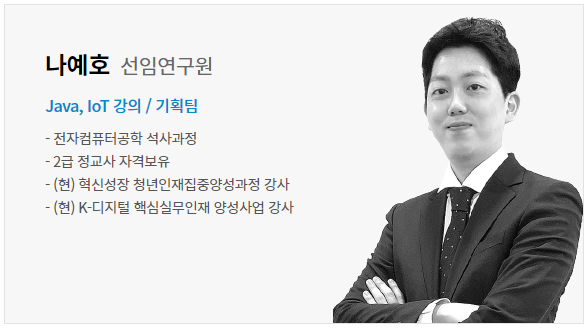 나예호 선임연구원
Java, IoT 강의 / 기획팀
- 전자컴퓨터공학 석사과정
- 2급 정교사 자격보유
- (현) 혁신성장 청년인재집중양성과정 강사
- (현) K-디지털 핵심실무인재 양성사업 강사